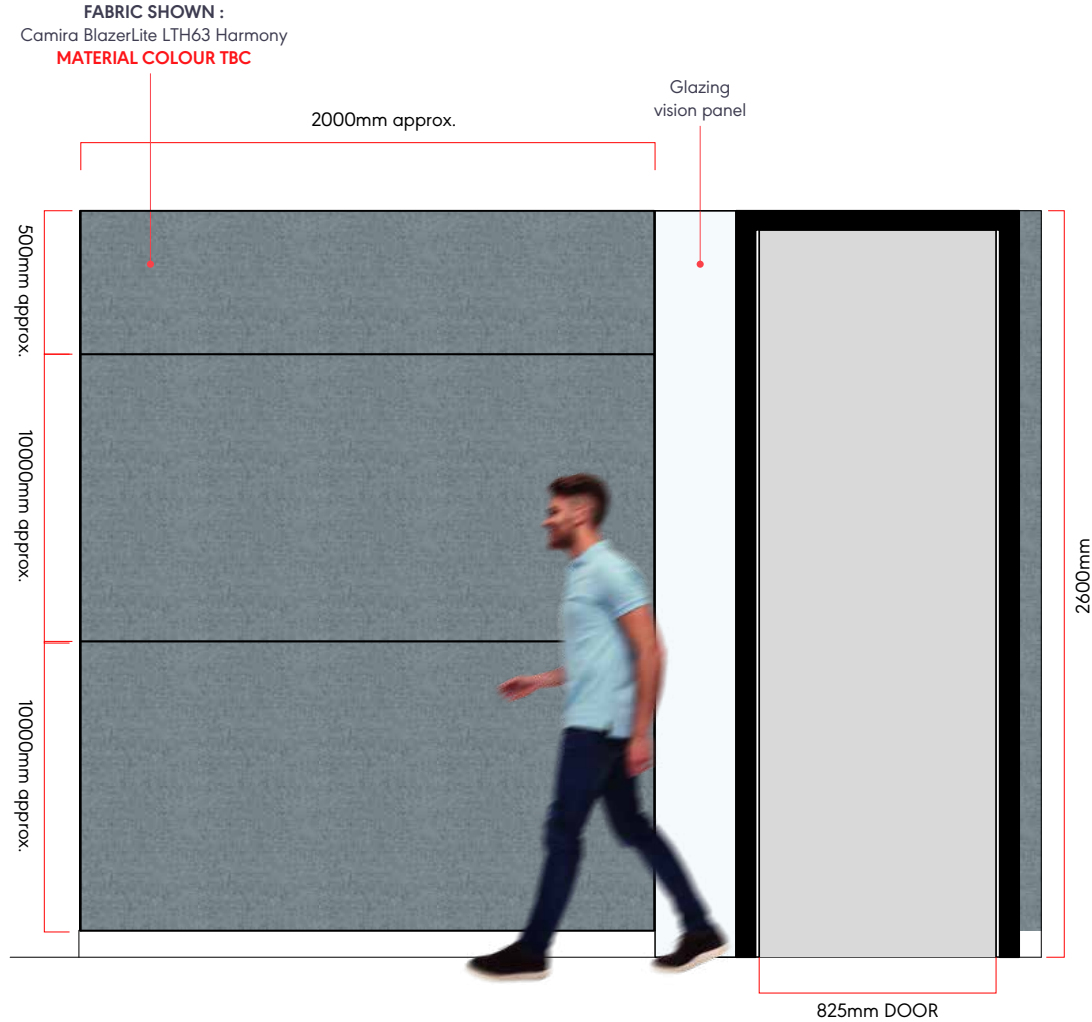 FABRIC SHOWN :
Camira BlazerLite LTH63 Harmony
MATERIAL COLOUR TBC
Glazing
vision panel
2000mm approx.
500mm approx.
10000mm approx.
10000mm approx.
2600mm
825mm DOOR